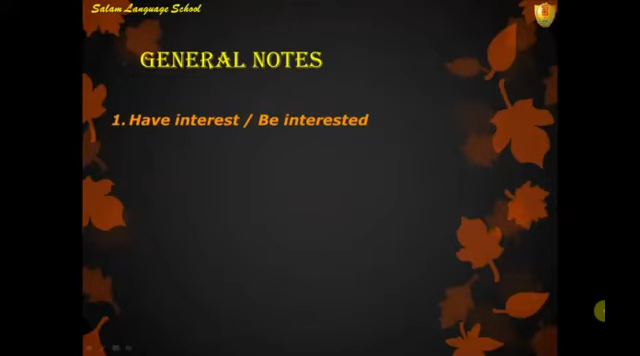 Salam Language School
GENERAL NOTES
1. Have interest / Be interested